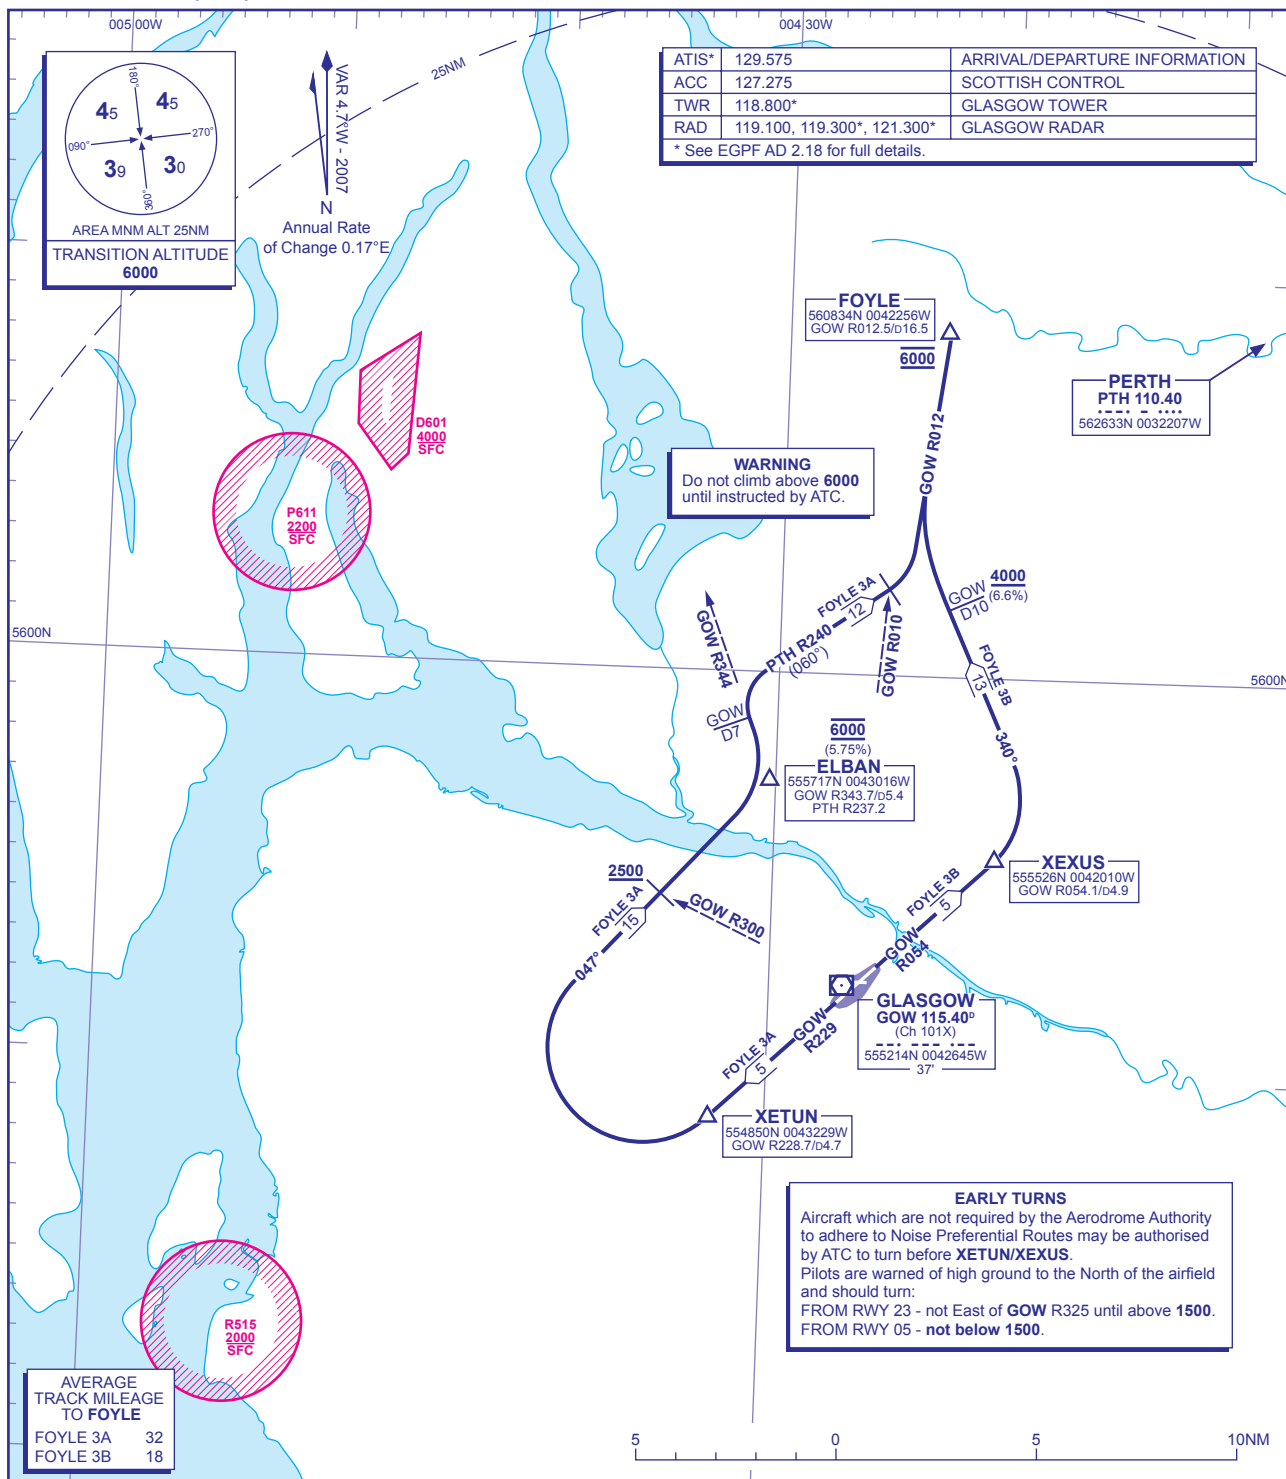 005 00W
004 30W
180°
45
45
090°
270°
39
30
360°
AREA MNM ALT 25NM
TRANSITION ALTITUDE
6000
VAR 4.7°W - 2007
N
Annual Rate
of Change 0.17°E
25NM
ATIS* 129.575 ARRIVAL/DEPARTURE INFORMATION
ACC 127.275 SCOTTISH CONTROL
TWR 118.800* GLASGOW TOWER
RAD 119.100, 119.300*, 121.300* GLASGOW RADAR
* See EGPF AD 2.18 for full details.
FOYLE
560834N 0042256W
GOW R012.5/D16.5
6000
PERTH
PTH 110.40
562633N 0032207W
D601
4000
SFC
P611
2200
SFC
WARNING
Do not climb above 6000
until instructed by ATC.
GOW R012
FOYLE 3A
12
GOW
D10
4000
(6.6%)
GOW R344
PTH R240
(060°)
GOW R010
FOYLE 3B
13
5600N
5600N
GOW
D7
340°
6000
(5.75%)
ELBAN
555717N 0043016W
GOW R343.7/D5.4
PTH R237.2
XEXUS
555526N 0042010W
GOW R054.1/D4.9
2500
FOYLE 3A
15
GOW R300
FOYLE 3B
5
GOW
R054
047°
GLASGOW
GOW 115.40D
(Ch 101X)
555214N 0042645W
37'
GOW
R229
FOYLE 3A
5
XETUN
554850N 0043229W
GOW R228.7/D4.7
EARLY TURNS
Aircraft which are not required by the Aerodrome Authority
to adhere to Noise Preferential Routes may be authorised
by ATC to turn before XETUN/XEXUS.
Pilots are warned of high ground to the North of the airfield
and should turn:
FROM RWY 23 - not East of GOW R325 until above 1500.
FROM RWY 05 - not below 1500.
R515
2000
SFC
AVERAGE
TRACK MILEAGE
TO FOYLE
FOYLE 3A 32
FOYLE 3B 18
5 0 5 10NM